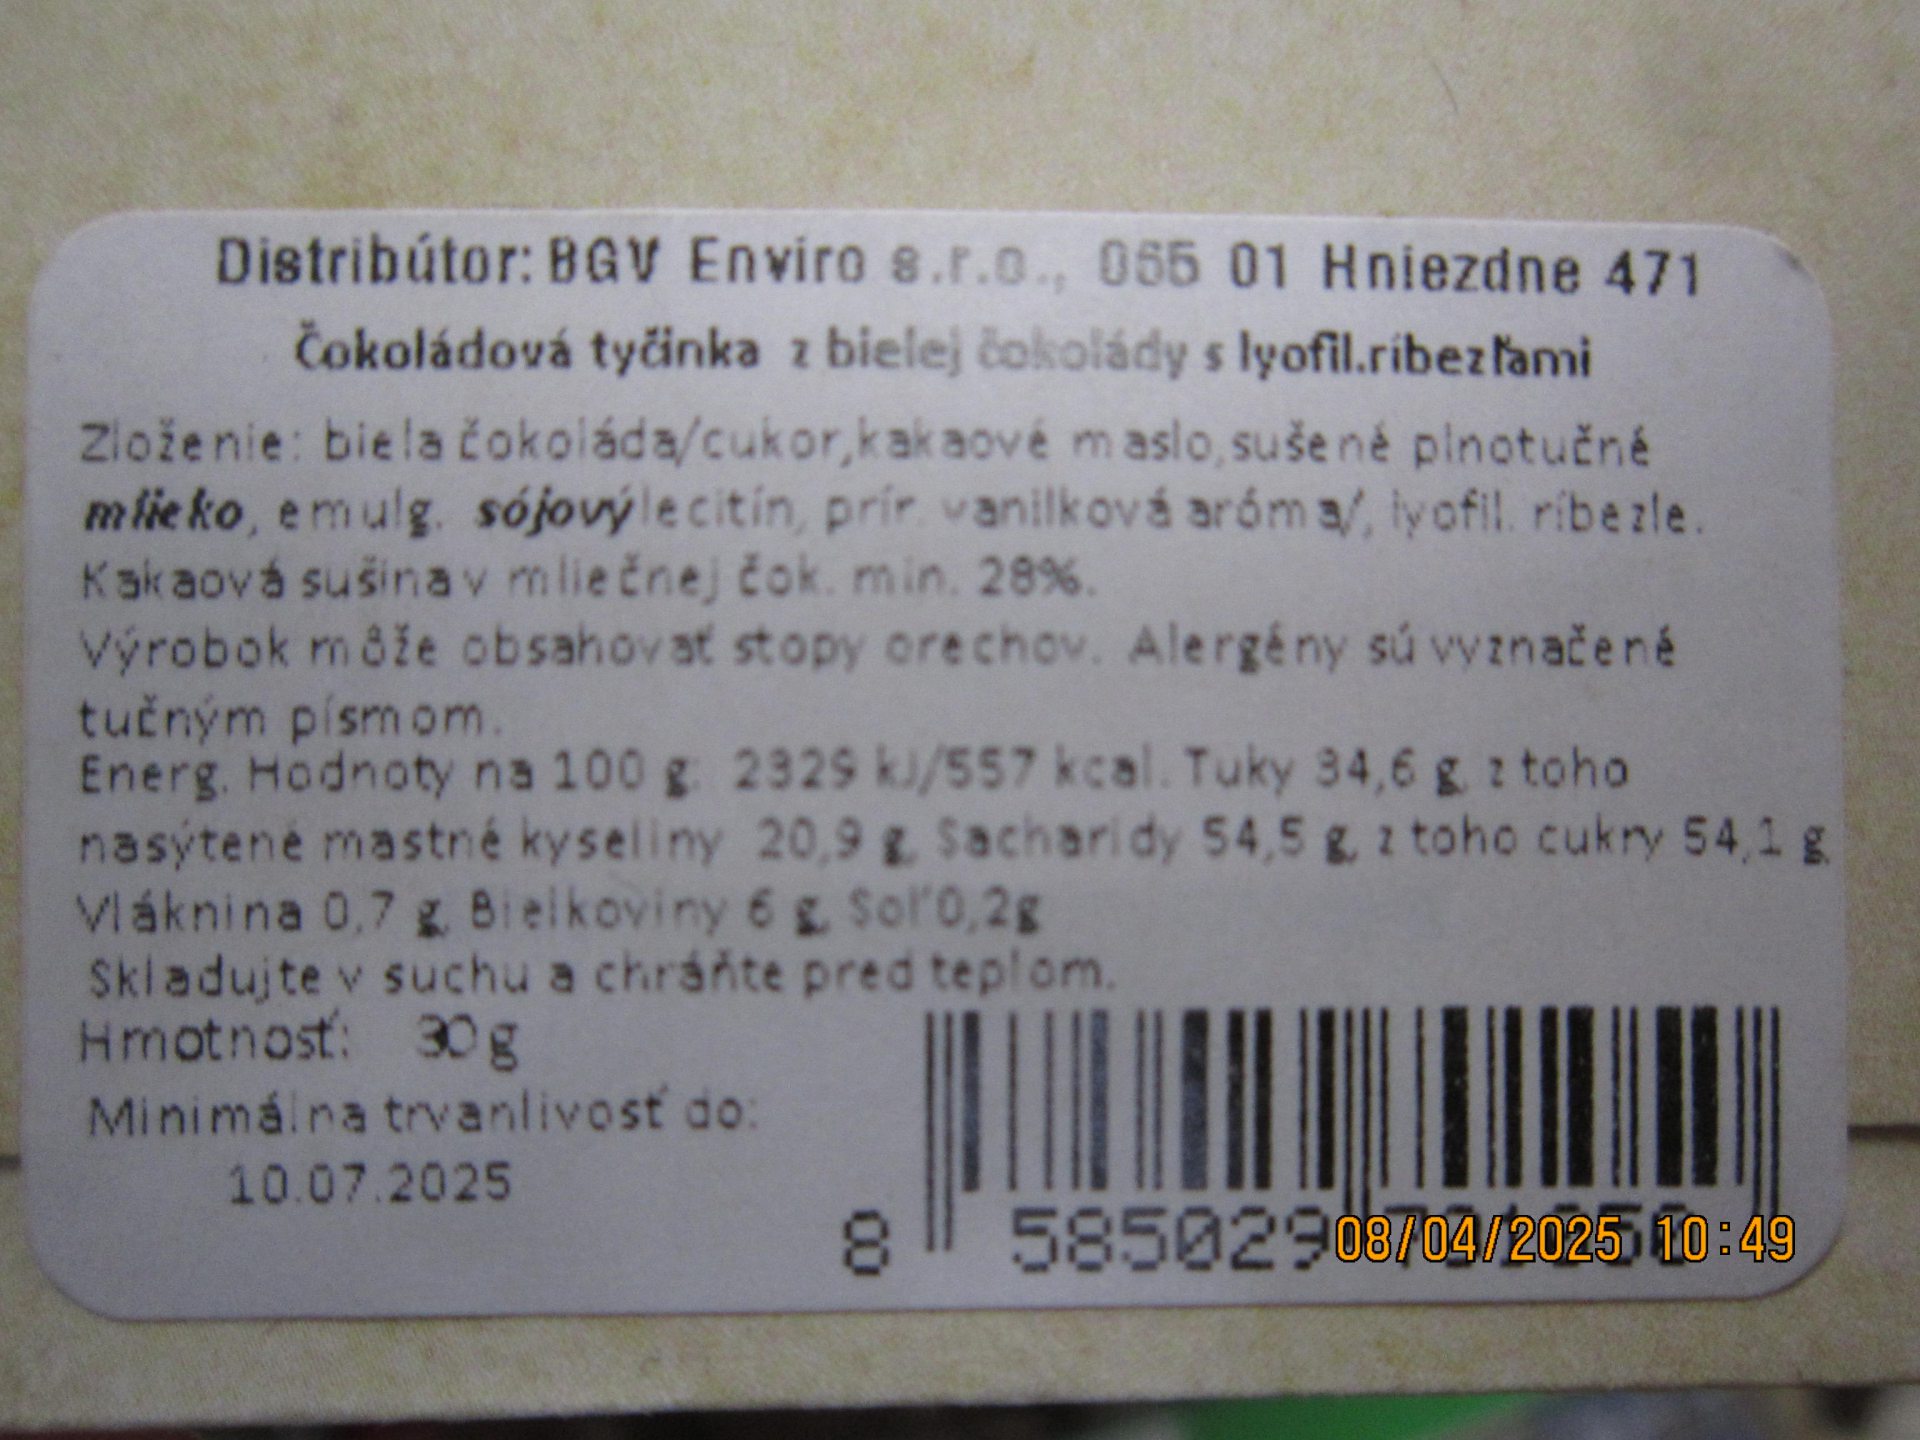 Distribútor: BGV Enviro s.r.o., 065 01 Hniezdne 471
Čokoládová tyčinka z bielej čokolády s lyofil.ríbezľami
Zloženie: biela čokoláda/cukor,kakaové maslo,sušené plnotučné
mlieko, emulg. sójový lecitín, prír vanilková aróma/, lyofil. ríbezle.
Kakaová sušina v mliečnej čok. min. 28%.
Výrobok môže obsahovať stopy orechov. Alergény sú vyznačené
tučným písmom.
Energ. Hodnoty na 100 g: 2329 kJ/557 kcal. Tuky 34,6 g, z toho
nasýtené mastné kyseliny 20,9 g, Sacharidy 54,5 g, z toho cukry 54,1 g,
Vláknina 0,7 g, Bielkoviny 6 g, Soľ 0,2g
Skladujte v suchu a chráňte pred teplom.
Hmotnosť: 30 g
Minimálna trvanlivosť do:
10.07.2025
8 585029
08/04/2025 10:49